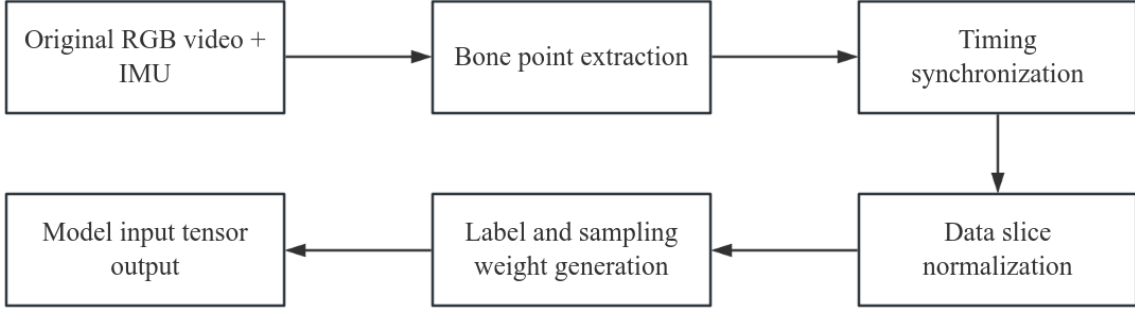 Original RGB video +
IMU
Bone point extraction
Timing
synchronization
Data slice
normalization
Label and sampling
weight generation
Model input tensor
output